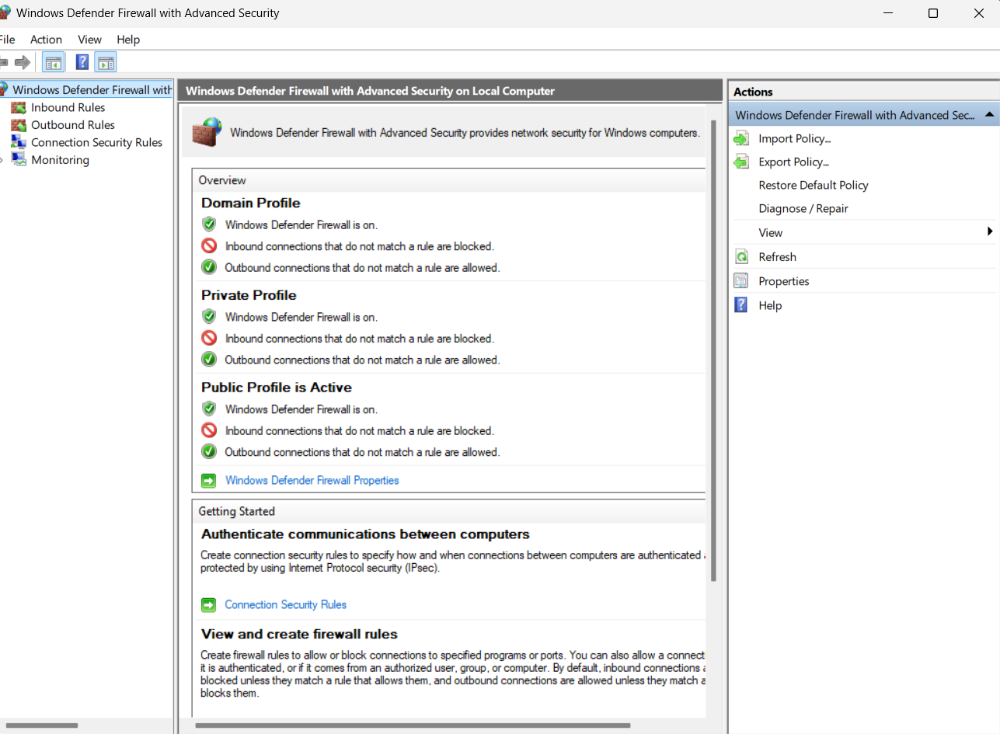 Windows Defender Firewall with Advanced Security
File Action View Help
Windows Defender Firewall with
Inbound Rules
Outbound Rules
Connection Security Rules
Monitoring
Windows Defender Firewall with Advanced Security on Local Computer
Windows Defender Firewall with Advanced Security provides network security for Windows computers.
Overview
Domain Profile
Windows Defender Firewall is on.
Inbound connections that do not match a rule are blocked.
Outbound connections that do not match a rule are allowed.
Private Profile
Windows Defender Firewall is on.
Inbound connections that do not match a rule are blocked.
Outbound connections that do not match a rule are allowed.
Public Profile is Active
Windows Defender Firewall is on.
Inbound connections that do not match a rule are blocked.
Outbound connections that do not match a rule are allowed.
Windows Defender Firewall Properties
Getting Started
Authenticate communications between computers
Create connection security rules to specify how and when connections between computers are authenticated
protected by using Internet Protocol security (IPsec).
Connection Security Rules
View and create firewall rules
Create firewall rules to allow or block connections to specified programs or ports. You can also allow a connect
it is authenticated, or if it comes from an authorized user, group, or computer. By default, inbound connections
blocked unless they match a rule that allows them, and outbound connections are allowed unless they match a
blocks them.
Actions
Windows Defender Firewall with Advanced Sec...
Import Policy...
Export Policy...
Restore Default Policy
Diagnose / Repair
View
Refresh
Properties
Help